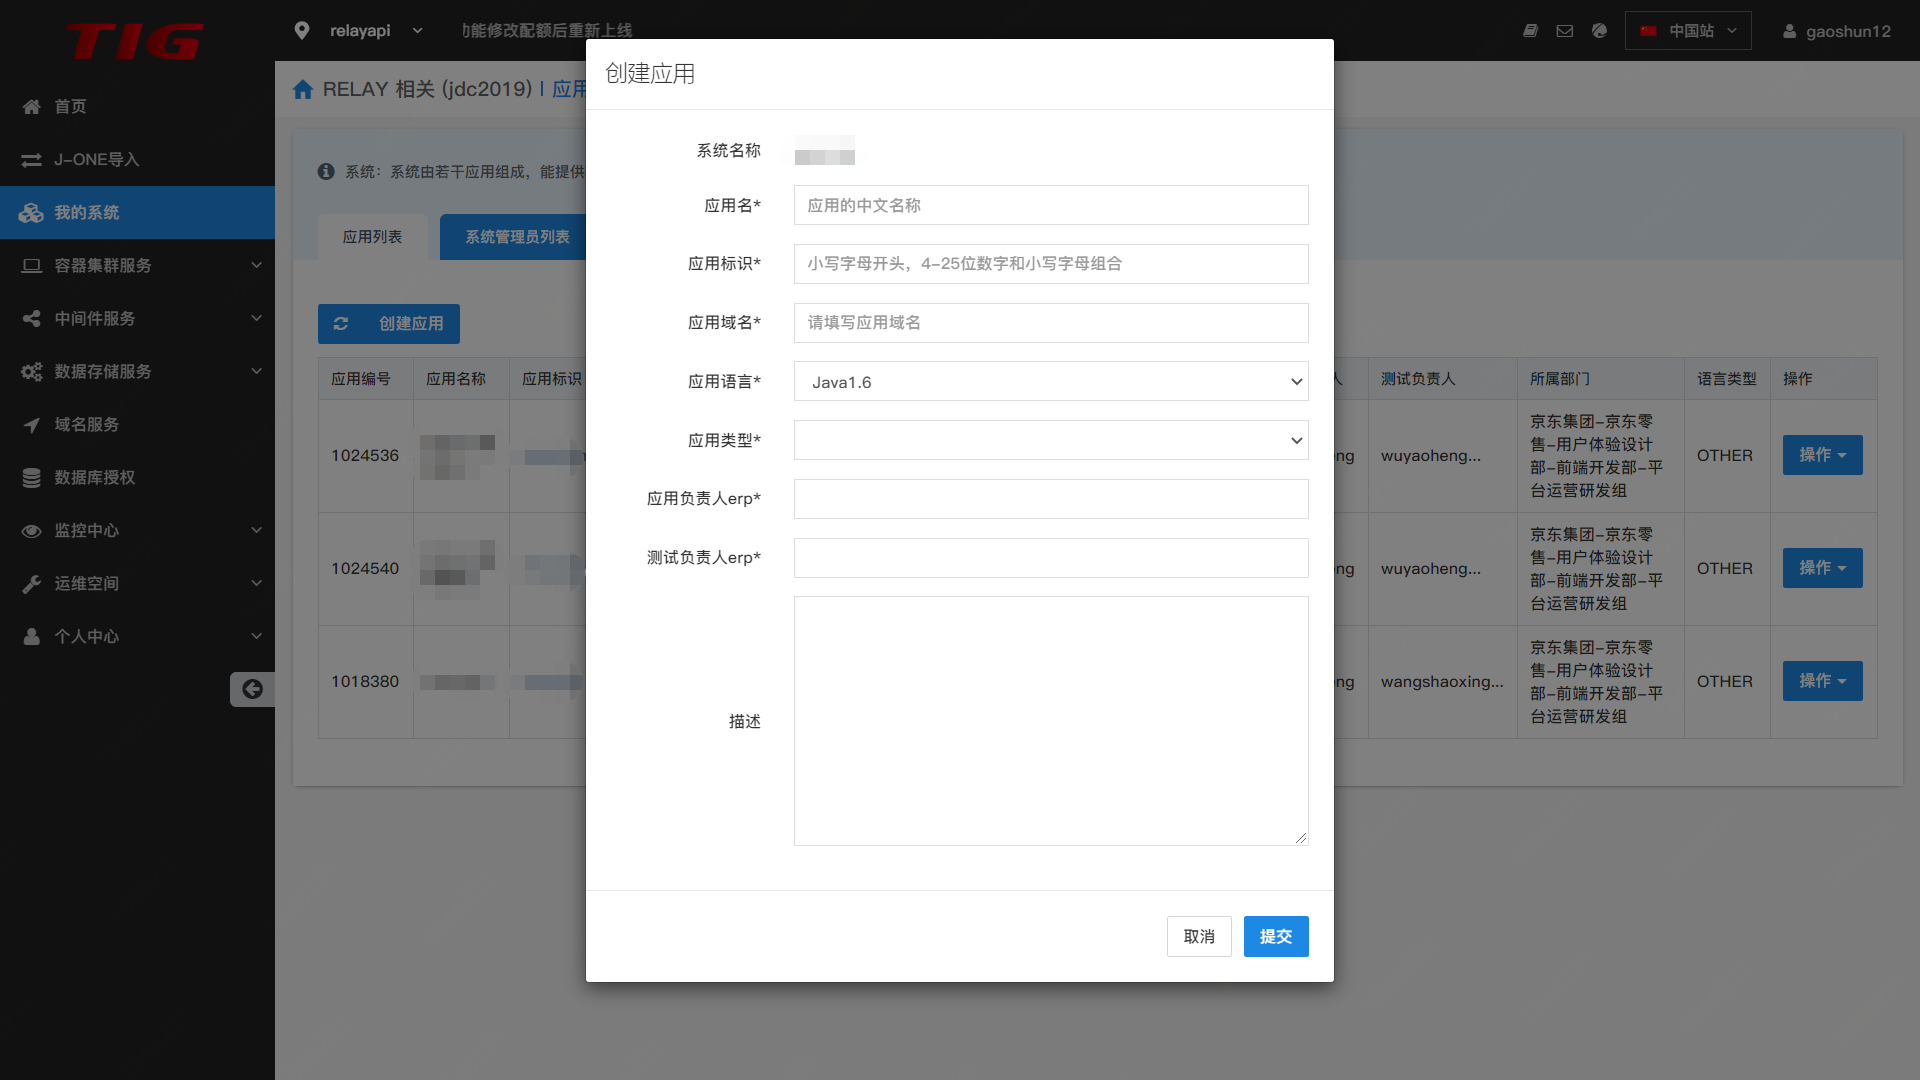 TIG
relayapi
功能修改配额后重新上线
中国站
gaoshun12
首页
J-ONE导入
我的系统
容器集群服务
中间件服务
数据存储服务
域名服务
数据库授权
监控中心
运维空间
个人中心
RELAY 相关 (jdc2019) | 应用
系统：系统由若干应用组成，能提供
应用列表
系统管理员列表
创建应用
应用编号 应用名称 应用标识 人 测试负责人 所属部门 语言类型 操作
1024536 ng wuyaoheng... 京东集团-京东零
售-用户体验设计
部-前端开发部-平
台运营研发组 OTHER 操作
1024540 ng wuyaoheng... 京东集团-京东零
售-用户体验设计
部-前端开发部-平
台运营研发组 OTHER 操作
1018380 ng wangshaoxing... 京东集团-京东零
售-用户体验设计
部-前端开发部-平
台运营研发组 OTHER 操作
创建应用
系统名称
应用名* 应用的中文名称
应用标识* 小写字母开头，4-25位数字和小写字母组合
应用域名* 请填写应用域名
应用语言* Java1.6
应用类型*
应用负责人erp*
测试负责人erp*
描述
取消 提交